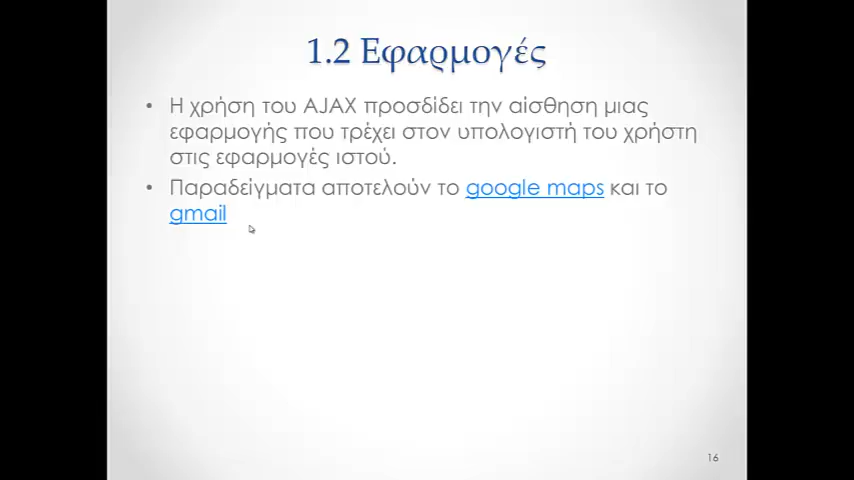 1.2 Εφαρμογές
• Η χρήση του AJAX προσδίδει την αίσθηση μιας
εφαρμογής που τρέχει στον υπολογιστή του χρήστη
στις εφαρμογές ιστού.
• Παραδείγματα αποτελούν το google maps και το
gmail
16